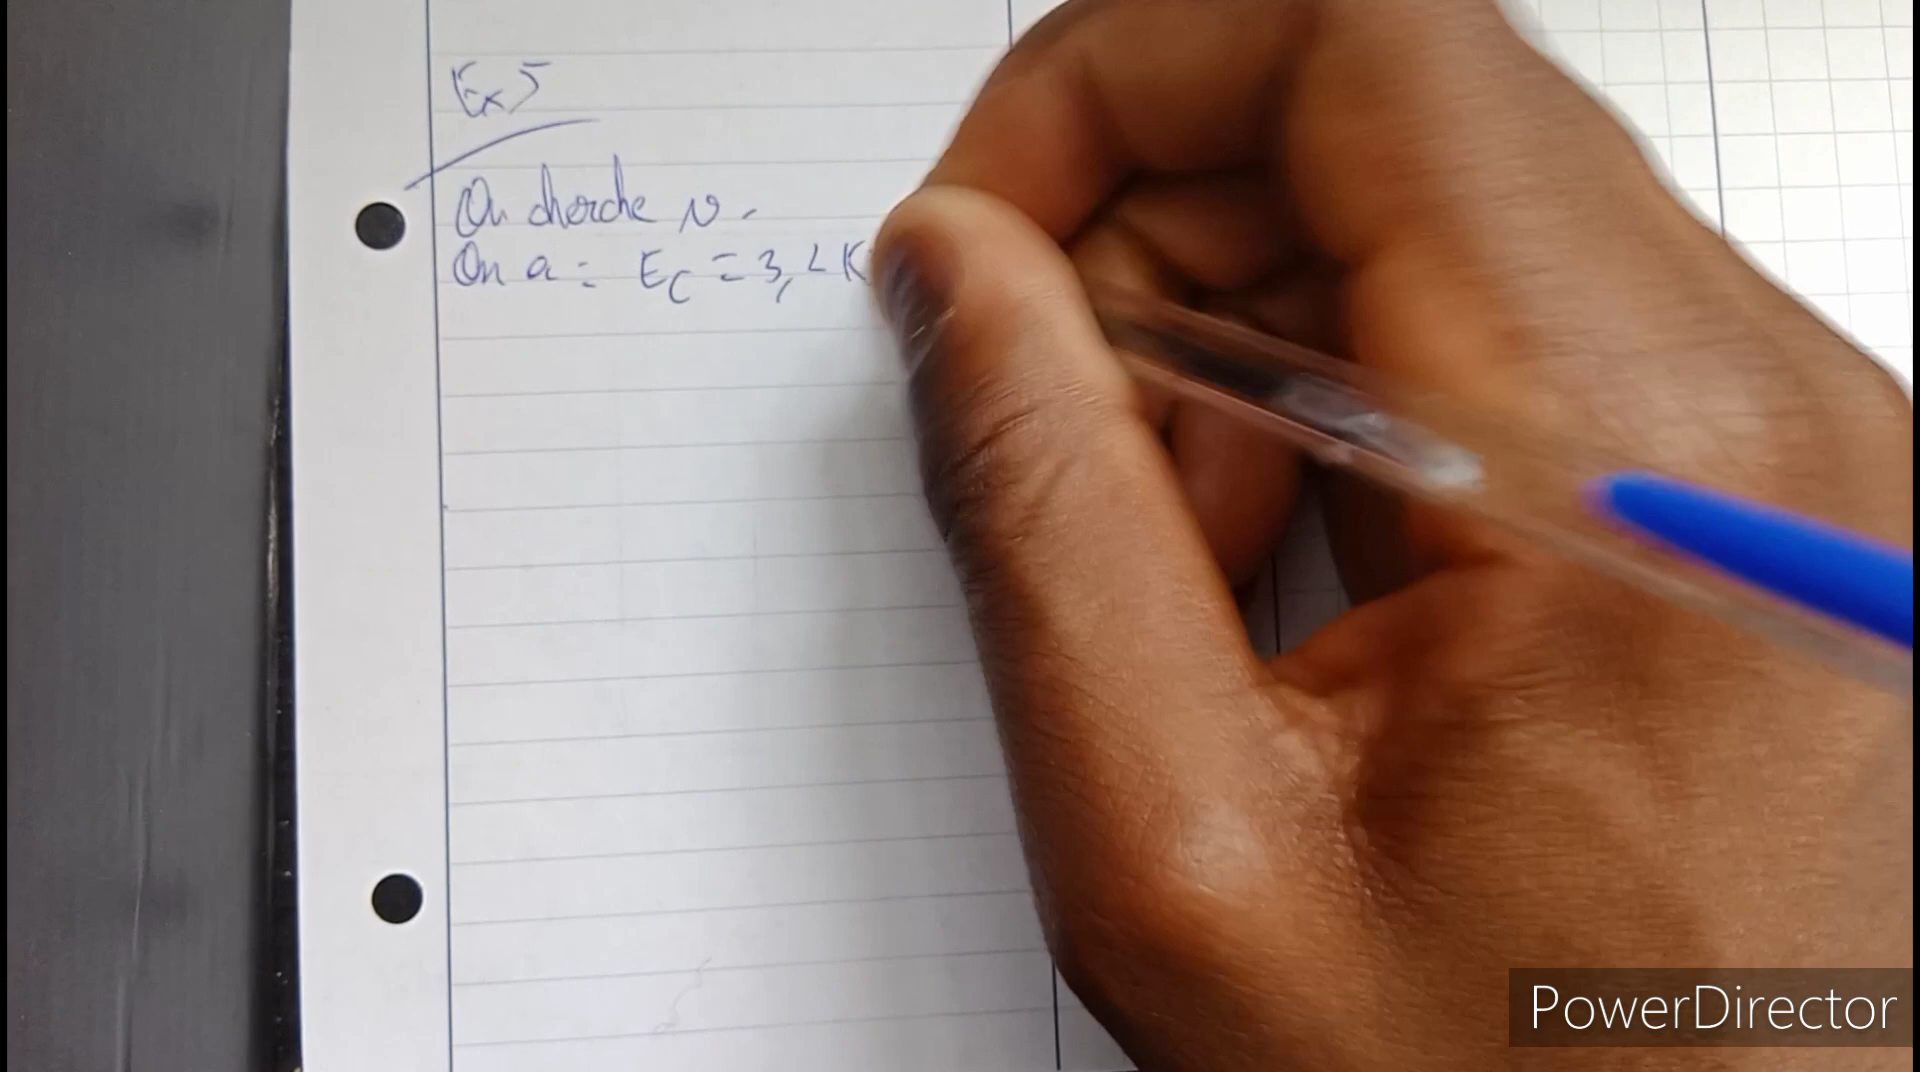 Ex 5
On cherche v.
On a : Ec = 3,2 K
PowerDirector